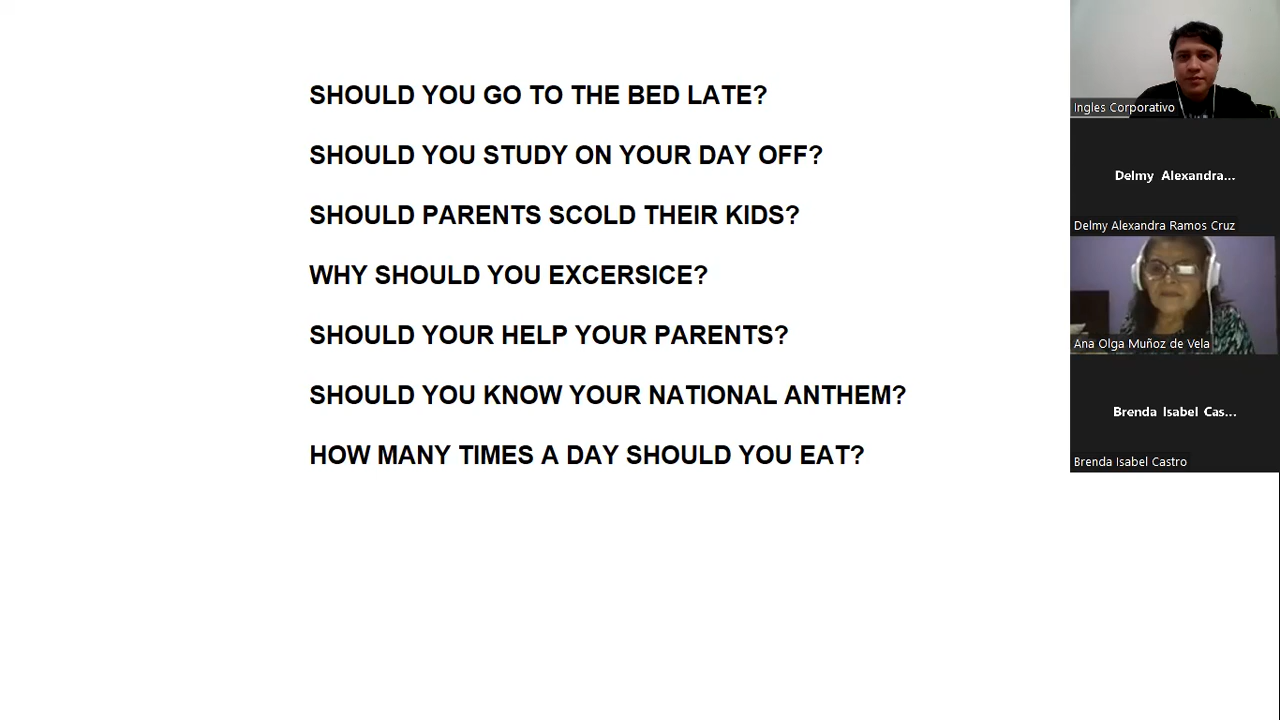 SHOULD YOU GO TO THE BED LATE?
SHOULD YOU STUDY ON YOUR DAY OFF?
SHOULD PARENTS SCOLD THEIR KIDS?
WHY SHOULD YOU EXCERSICE?
SHOULD YOUR HELP YOUR PARENTS?
SHOULD YOU KNOW YOUR NATIONAL ANTHEM?
HOW MANY TIMES A DAY SHOULD YOU EAT?
Ingles Corporativo
Delmy Alexandra...
Delmy Alexandra Ramos Cruz
Ana Olga Muñoz de Vela
Brenda Isabel Cas...
Brenda Isabel Castro